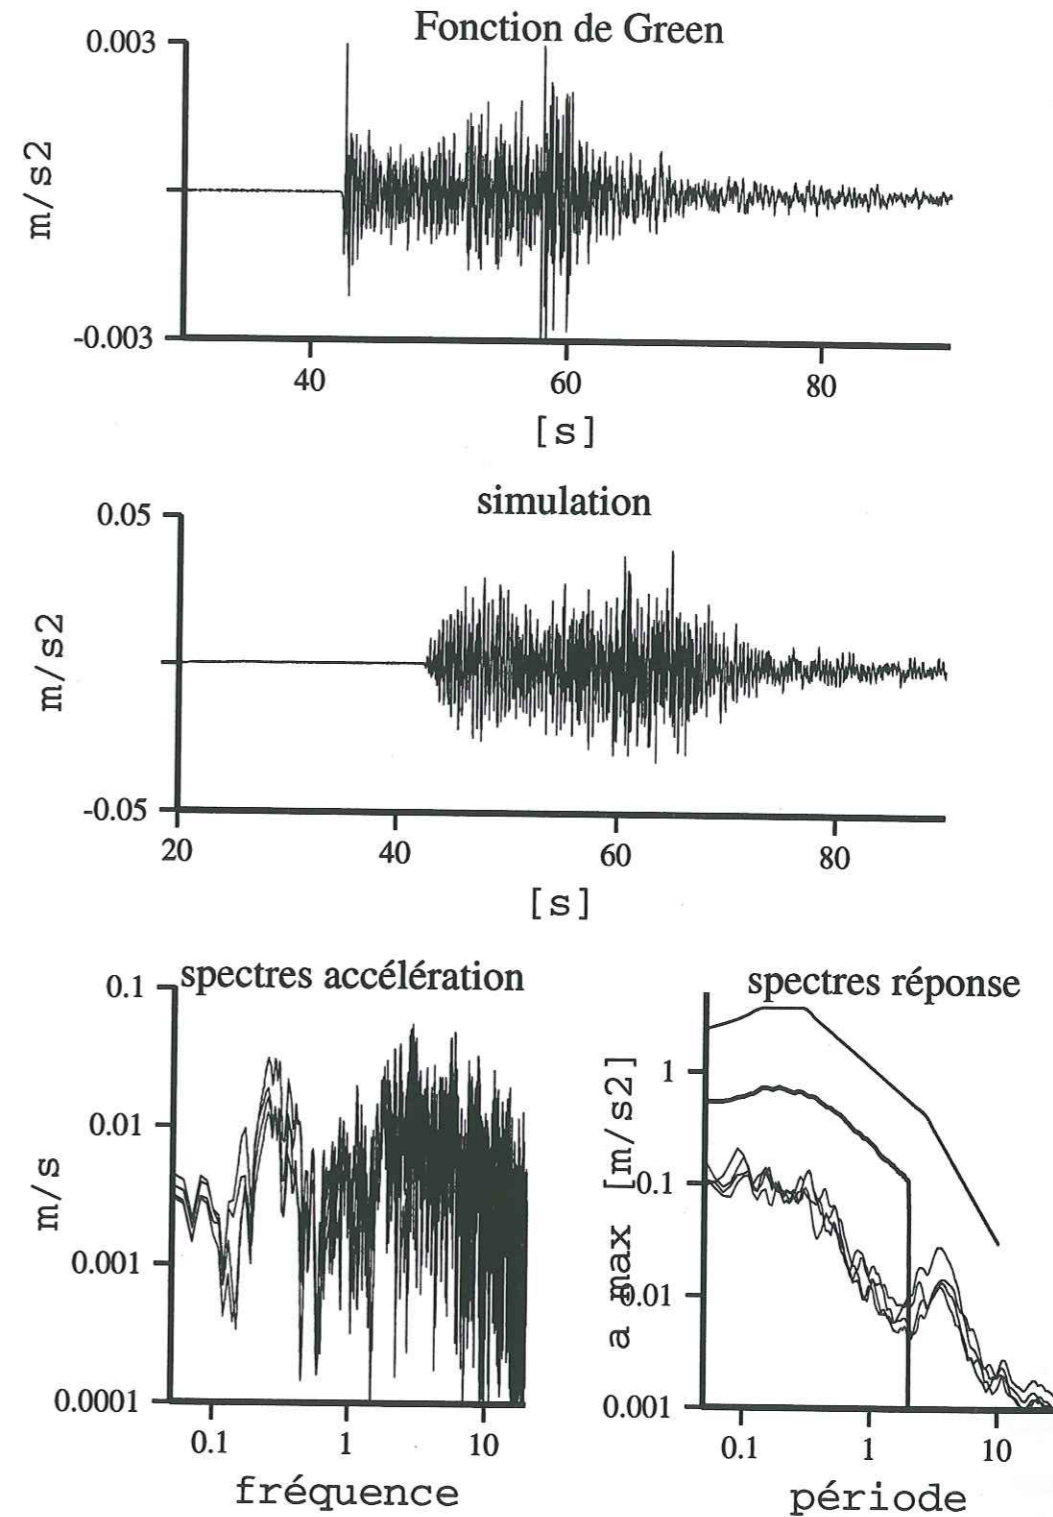 Fonction de Green
0.003
m/s2
-0.003
40 60 80
[s]
simulation
0.05
m/s2
-0.05
20 40 60 80
[s]
spectres accélération
0.1
0.01
m/s
0.001
0.0001
0.1 1 10
fréquence
spectres réponse
a max [m/s2]
1
0.1
0.01
0.001
0.1 1 10
période